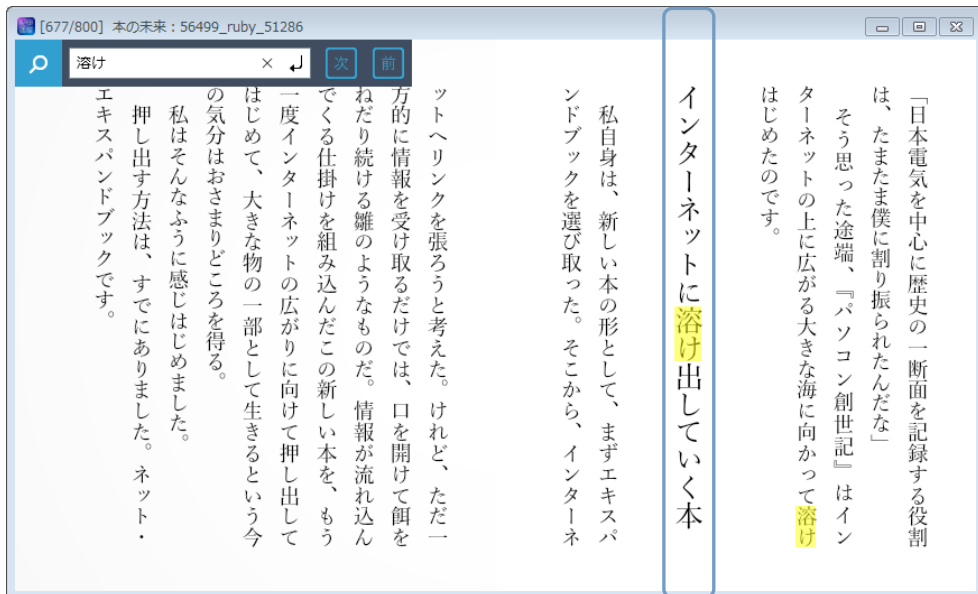 [677/800] 本の未来：56499_ruby_51286
溶け
次
前
「日本電気を中心に歴史の一断面を記録する役割
は、たまたま僕に割り振られたんだな」
そう思った途端、『パソコン創世記』はイン
ターネットの上に広がる大きな海に向かって溶け
はじめたのです。
インターネットに溶け出していく本
私自身は、新しい本の形として、まずエキスパ
ンドブックを選び取った。そこから、インターネ
ットへリンクを張ろうと考えた。けれど、ただ一
方的に情報を受け取るだけでは、口を開けて餌を
ねだり続ける雛のようなものだ。情報が流れ込ん
でくる仕掛けを組み込んだこの新しい本を、もう
一度インターネットの広がりに向けて押し出して
はじめて、大きな物の一部として生きるという今
の気分はおさまりどころを得る。
私はそんなふうに感じはじめました。
押し出す方法は、すでにありました。ネット・
エキスパンドブックです。